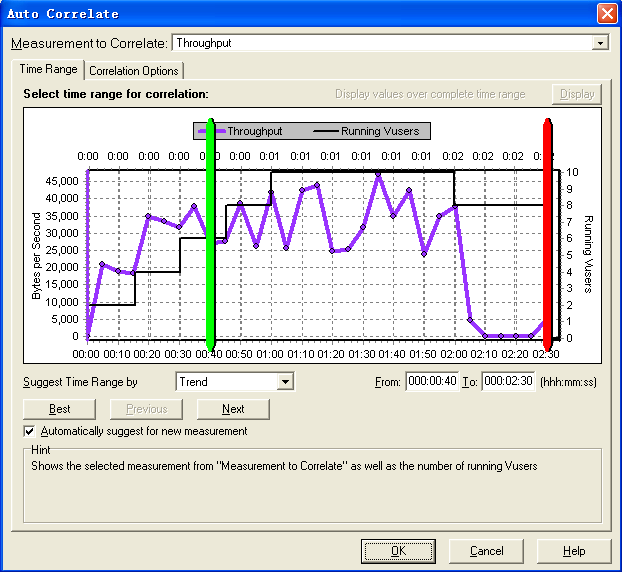 Auto Correlate
Measurement to Correlate: Throughput
Time Range Correlation Options
Select time range for correlation: Display values over complete time range Display
Throughput Running Vusers
0:00 0:00 0:00 0:00 0:00 0:00 0:01 0:01 0:01 0:01 0:01 0:01 0:02 0:02 0:02
45,000 10
40,000 9
35,000 8
30,000 7
25,000 6
20,000 5
15,000 4
10,000 3
5,000 2
0 1
0
Bytes per Second
Running Vusers
00:00 00:10 00:20 00:30 00:40 00:50 01:00 01:10 01:20 01:30 01:40 01:50 02:00 02:10 02:20 02:30
Suggest Time Range by Trend From: 000:00:40 To: 000:02:30 (hhh:mm:ss)
Best Previous Next
Automatically suggest for new measurement
Hint
Shows the selected measurement from "Measurement to Correlate" as well as the number of running Vusers
OK Cancel Help